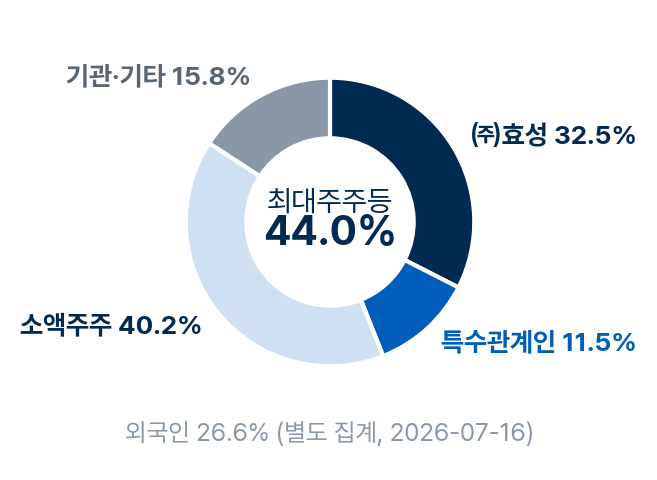 기관·기타 15.8%
㈜효성 32.5%
최대주주등
44.0%
소액주주 40.2%
특수관계인 11.5%
외국인 26.6% (별도 집계, 2026-07-16)